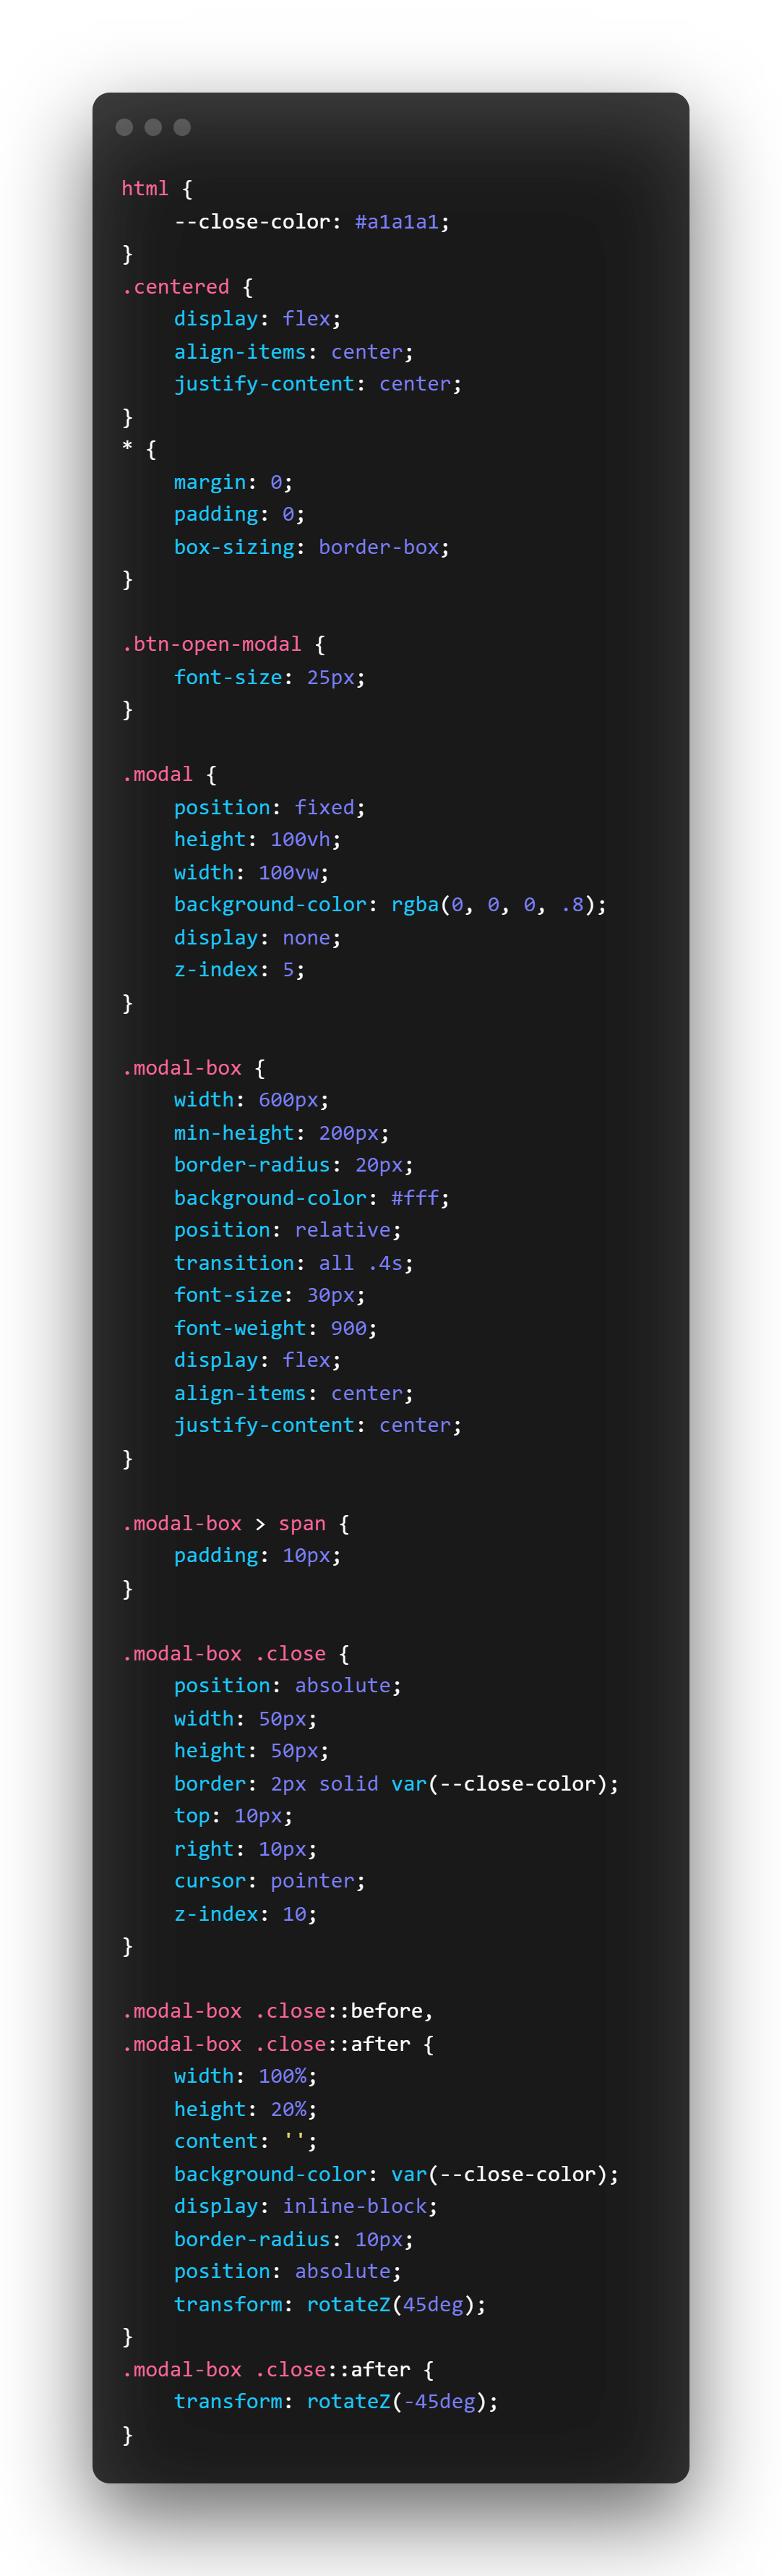 html {
    --close-color: #a1a1a1;
}
.centered {
    display: flex;
    align-items: center;
    justify-content: center;
}
* {
    margin: 0;
    padding: 0;
    box-sizing: border-box;
}

.btn-open-modal {
    font-size: 25px;
}

.modal {
    position: fixed;
    height: 100vh;
    width: 100vw;
    background-color: rgba(0, 0, 0, .8);
    display: none;
    z-index: 5;
}

.modal-box {
    width: 600px;
    min-height: 200px;
    border-radius: 20px;
    background-color: #fff;
    position: relative;
    transition: all .4s;
    font-size: 30px;
    font-weight: 900;
    display: flex;
    align-items: center;
    justify-content: center;
}

.modal-box > span {
    padding: 10px;
}

.modal-box .close {
    position: absolute;
    width: 50px;
    height: 50px;
    border: 2px solid var(--close-color);
    top: 10px;
    right: 10px;
    cursor: pointer;
    z-index: 10;
}

.modal-box .close::before,
.modal-box .close::after {
    width: 100%;
    height: 20%;
    content: '';
    background-color: var(--close-color);
    display: inline-block;
    border-radius: 10px;
    position: absolute;
    transform: rotateZ(45deg);
}
.modal-box .close::after {
    transform: rotateZ(-45deg);
}